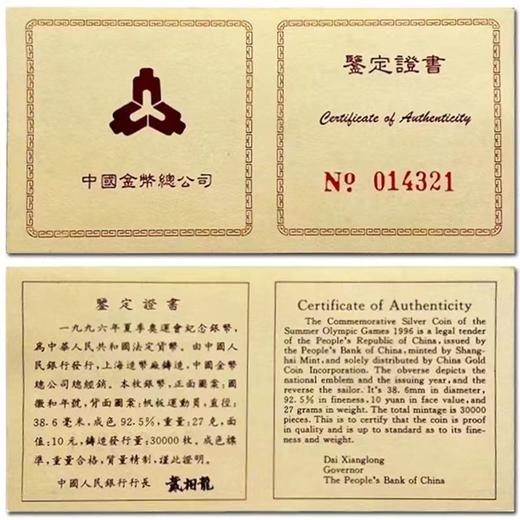 中國金幣總公司
鑒定證書
Certificate of Authenticity
Nº 014321
鑒定證書
一九九六年夏季奥運會紀念銀幣,
爲中華人民共和國法定貨幣。由中國人
民銀行發行,上海造幣廠鑄造,中國金幣
總公司總經銷。本枚銀幣,正面圖案:國
徽和年號,背面圖案:帆板運動員,直徑:
38.6毫米,成色92.5%,重量:27克,面
值:10元,鑄造發行量:30000枚,成色標
準,重量合格,質量精制,謹此證明。
中國人民銀行行長 戴相龍
Certificate of Authenticity
The Commemorative Silver Coin of the
Summer Olympic Games 1996 is a legal tender
of the People's Republic of China, issued by
the People's Bank of China, minted by Shang-
hai Mint, and solely distributed by China Gold
Coin Incorporation. The obverse depicts the
national emblem and the issuing year, and the
reverse the sailor. It's 38. 6mm in diameter,
92. 5% in fineness, 10 yuan in face value, and
27 grams in weight. The total mintage is 30000
pieces. This is to certify that the coin is proof
in quality and is up to standard as to its fine-
ness and weight.
Dai Xianglong
Governor
The People's Bank of China